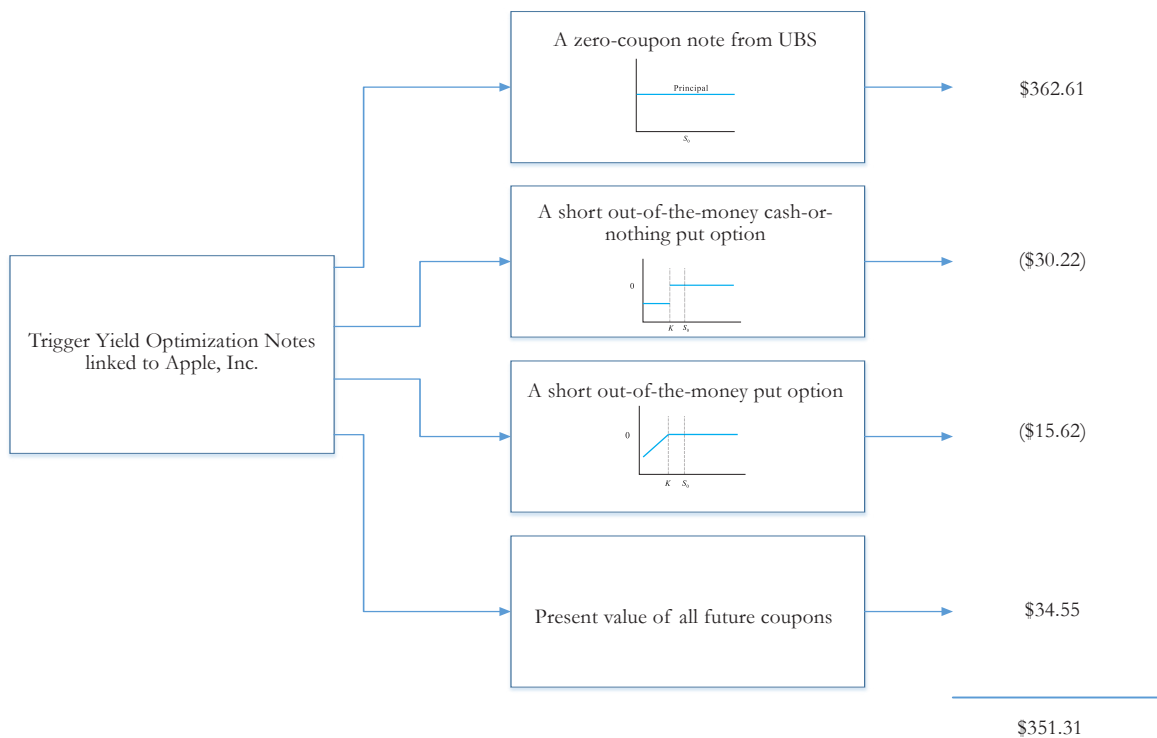 A zero-coupon note from UBS
Principal
S₀
$362.61
A short out-of-the-money cash-or-
nothing put option
0
K S₀
($30.22)
Trigger Yield Optimization Notes
linked to Apple, Inc.
A short out-of-the-money put option
0
K S₀
($15.62)
Present value of all future coupons
$34.55
$351.31